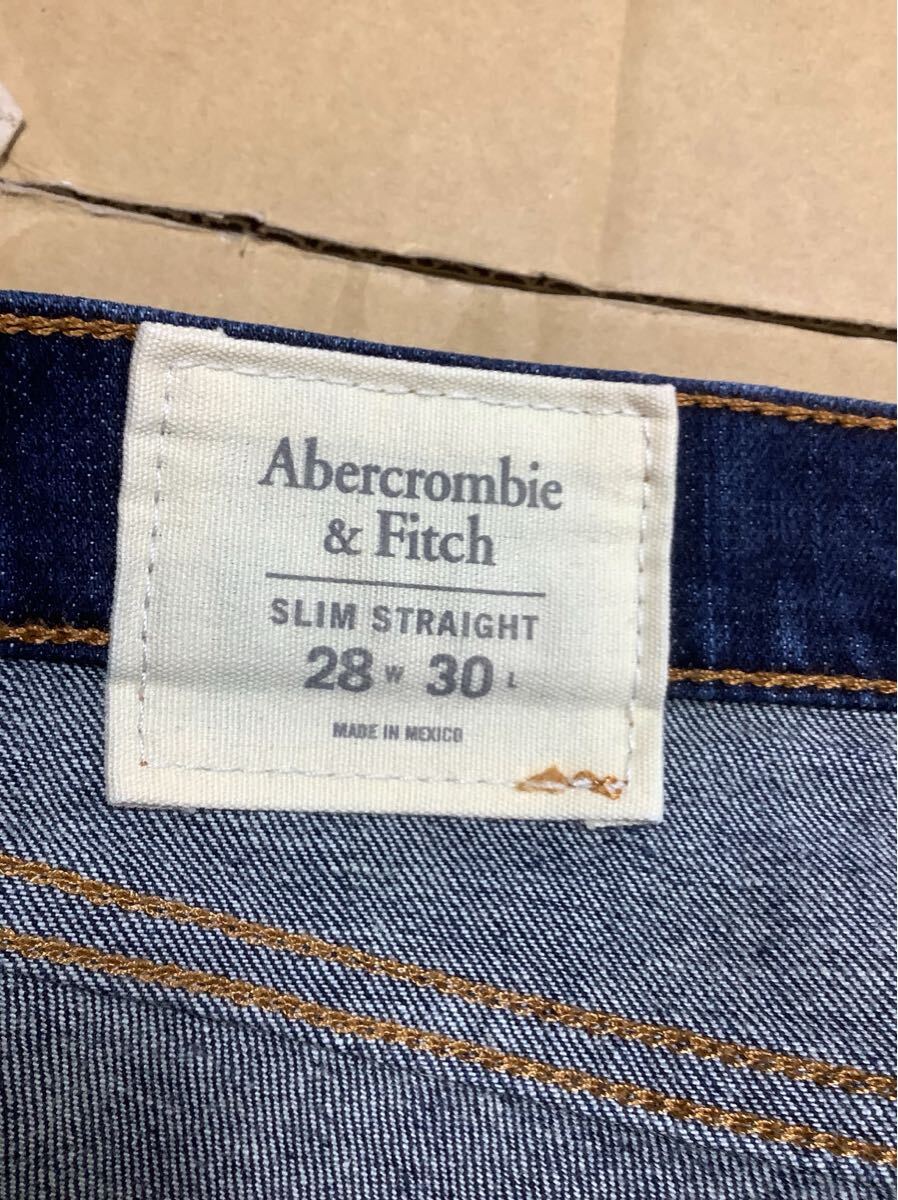 Abercrombie
& Fitch
SLIM STRAIGHT
28 W 30 L
MADE IN MEXICO